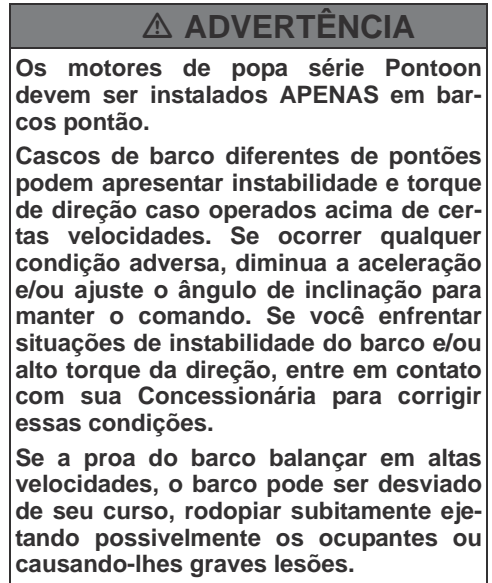 ⚠ ADVERTÊNCIA
Os motores de popa série Pontoon
devem ser instalados APENAS em bar-
cos pontão.
Cascos de barco diferentes de pontões
podem apresentar instabilidade e torque
de direção caso operados acima de cer-
tas velocidades. Se ocorrer qualquer
condição adversa, diminua a aceleração
e/ou ajuste o ângulo de inclinação para
manter o comando. Se você enfrentar
situações de instabilidade do barco e/ou
alto torque da direção, entre em contato
com sua Concessionária para corrigir
essas condições.
Se a proa do barco balançar em altas
velocidades, o barco pode ser desviado
de seu curso, rodopiar subitamente eje-
tando possivelmente os ocupantes ou
causando-lhes graves lesões.